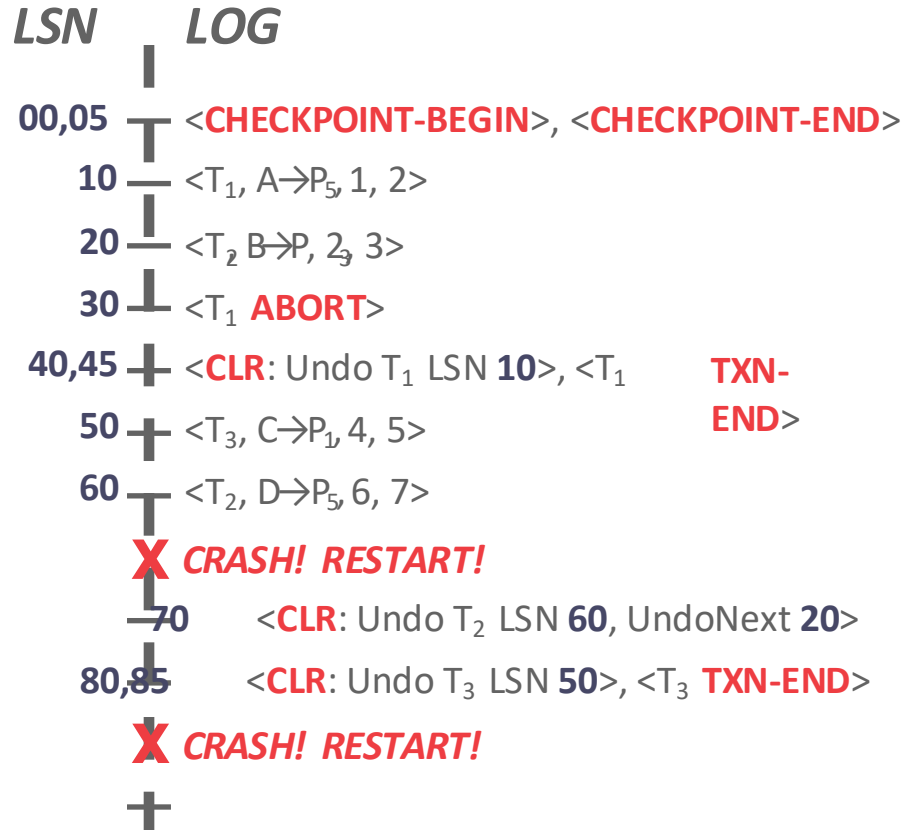 LSN LOG
00,05 <CHECKPOINT-BEGIN>, <CHECKPOINT-END>
10 <T₁, A→P₅, 1, 2>
20 <T₂, B→P, 2₃, 3>
30 <T₁ ABORT>
40,45 <CLR: Undo T₁ LSN 10>, <T₁ TXN-
END>
50 <T₃, C→P₁, 4, 5>
60 <T₂, D→P₅, 6, 7>
X CRASH! RESTART!
70 <CLR: Undo T₂ LSN 60, UndoNext 20>
80,85 <CLR: Undo T₃ LSN 50>, <T₃ TXN-END>
X CRASH! RESTART!